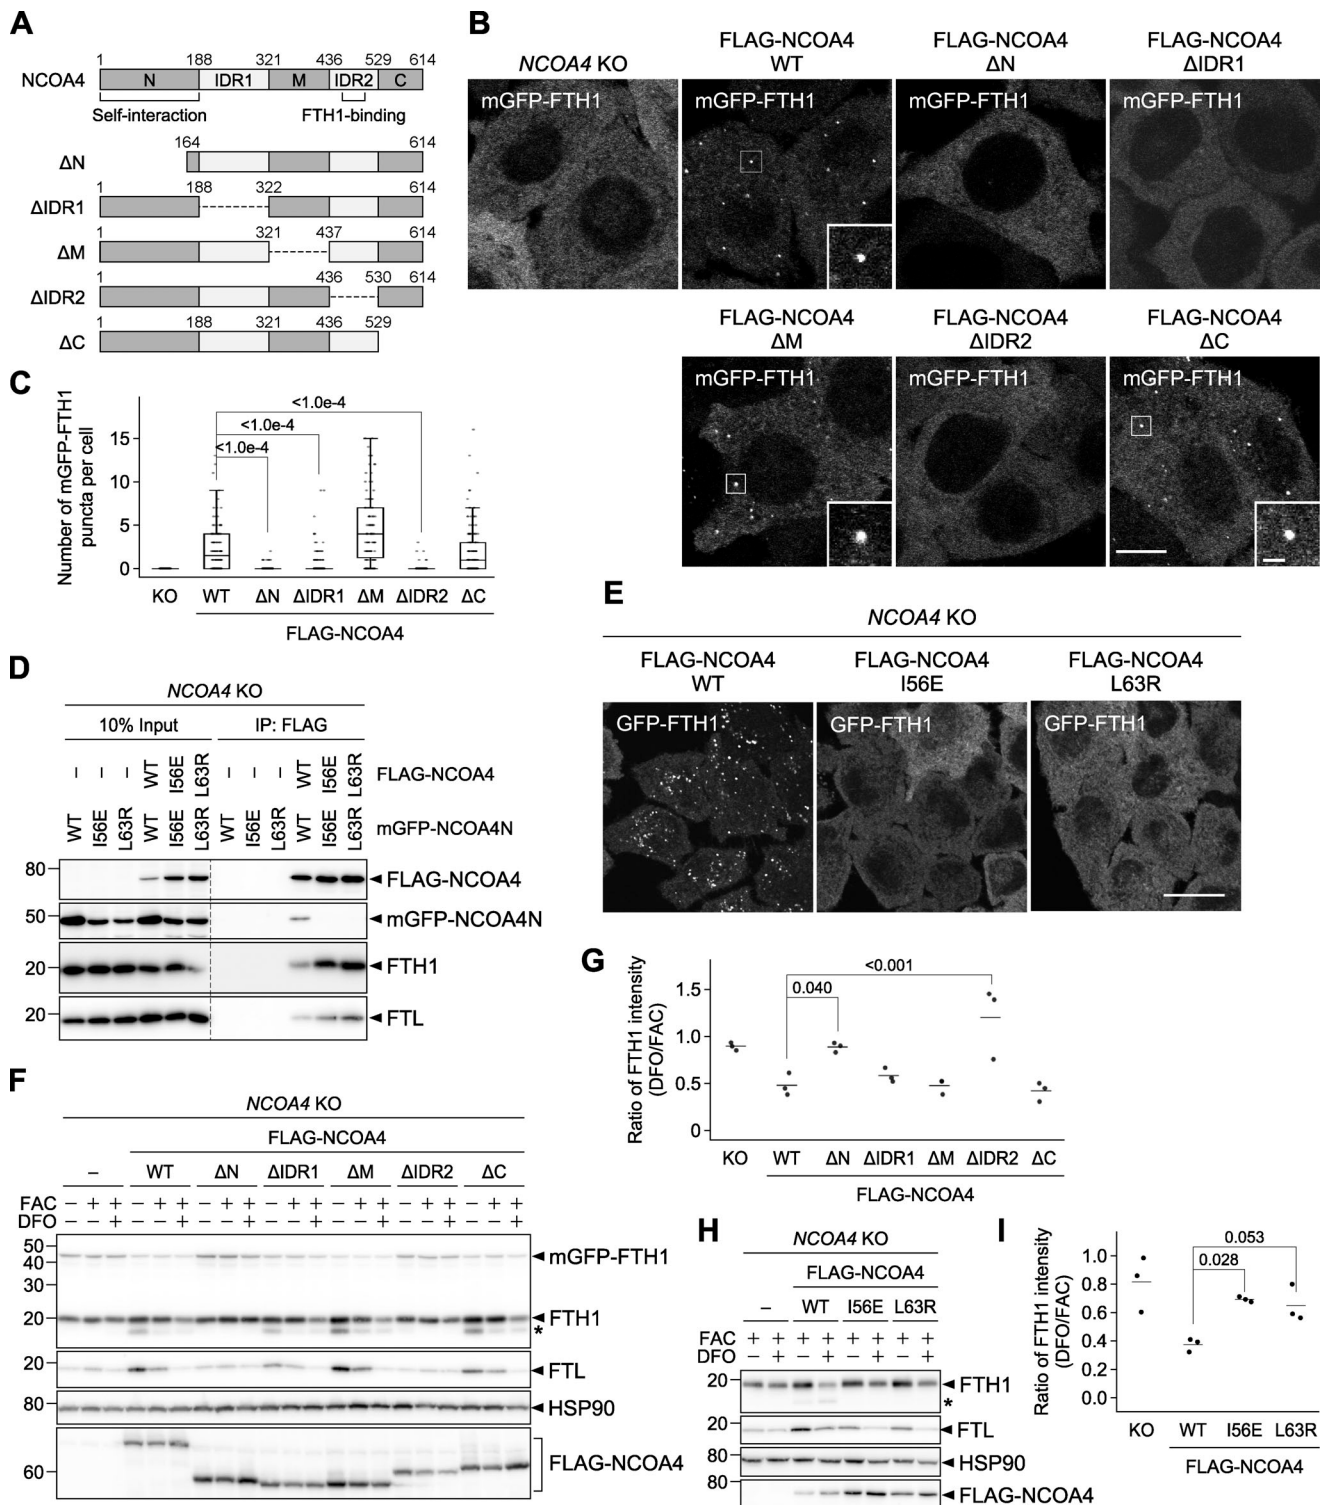 A
1 188 321 436 529 614
NCOA4 N IDR1 M IDR2 C
Self-interaction FTH1-binding
164 614
ΔN
1 188 322 614
ΔIDR1
1 321 437 614
ΔM
1 436 530 614
ΔIDR2
1 188 321 436 529
ΔC
B
NCOA4 KO
FLAG-NCOA4
WT
FLAG-NCOA4
ΔN
FLAG-NCOA4
ΔIDR1
mGFP-FTH1 mGFP-FTH1 mGFP-FTH1 mGFP-FTH1
FLAG-NCOA4
ΔM
FLAG-NCOA4
ΔIDR2
FLAG-NCOA4
ΔC
mGFP-FTH1 mGFP-FTH1 mGFP-FTH1
C
Number of mGFP-FTH1
puncta per cell
15
10
5
0
<1.0e-4
<1.0e-4
<1.0e-4
KO WT ΔN ΔIDR1 ΔM ΔIDR2 ΔC
FLAG-NCOA4
D
NCOA4 KO
10% Input IP: FLAG
– – – WT I56E L63R – – – WT I56E L63R FLAG-NCOA4
WT I56E L63R WT I56E L63R WT I56E L63R WT I56E L63R mGFP-NCOA4N
80 FLAG-NCOA4
50 mGFP-NCOA4N
20 FTH1
20 FTL
E
NCOA4 KO
FLAG-NCOA4
WT
FLAG-NCOA4
I56E
FLAG-NCOA4
L63R
GFP-FTH1 GFP-FTH1 GFP-FTH1
F
NCOA4 KO
FLAG-NCOA4
– WT ΔN ΔIDR1 ΔM ΔIDR2 ΔC
FAC – + + – + + – + + – + + – + + – + + – + +
DFO – – + – – + – – + – – + – – + – – + – – +
50
40
30
20
mGFP-FTH1
FTH1
*
20 FTL
80 HSP90
60 FLAG-NCOA4
G
Ratio of FTH1 intensity
(DFO/FAC)
1.5
1.0
0.5
0
0.040
<0.001
KO WT ΔN ΔIDR1 ΔM ΔIDR2 ΔC
FLAG-NCOA4
H
NCOA4 KO
FLAG-NCOA4
– WT I56E L63R
FAC + + + + + + + +
DFO – + – + – + – +
20 FTH1
*
20 FTL
80 HSP90
80 FLAG-NCOA4
I
Ratio of FTH1 intensity
(DFO/FAC)
1.0
0.8
0.6
0.4
0.2
0.0
0.053
0.028
KO WT I56E L63R
FLAG-NCOA4